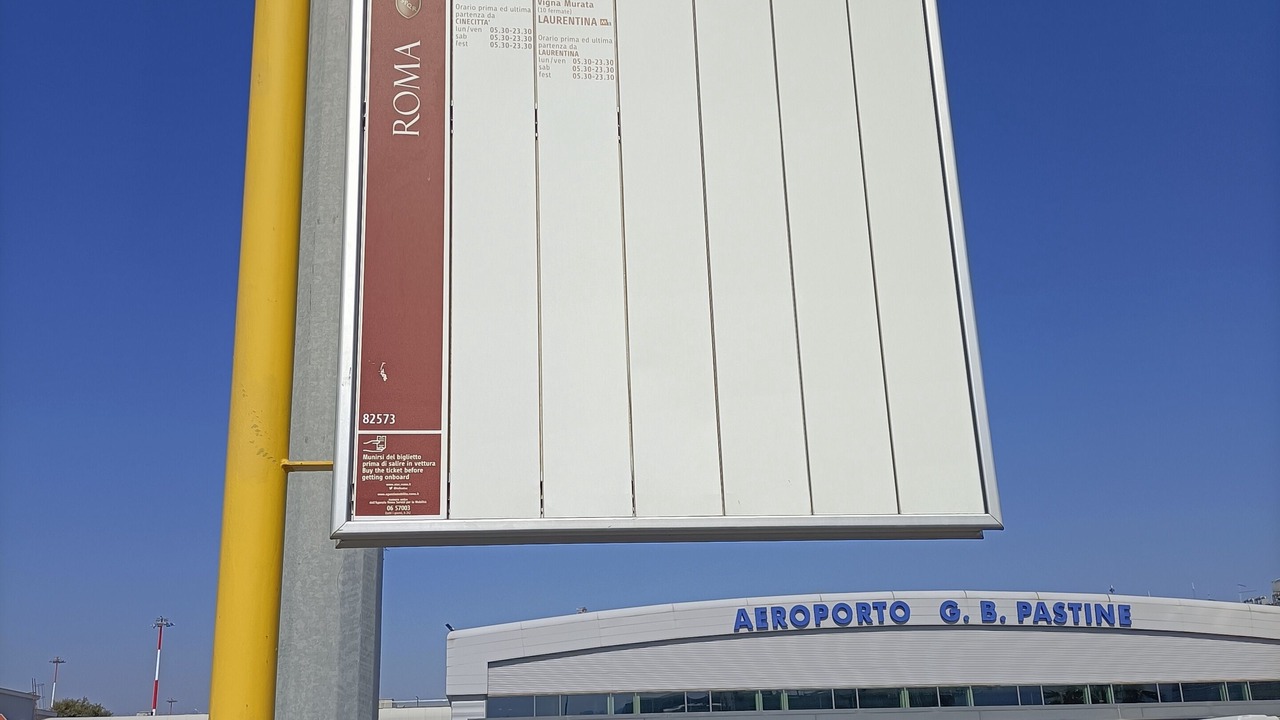 ROMA
82573
Munirsi del biglietto
prima di salire in vettura
Buy the ticket before
getting onboard
06 57003
Orario prima ed ultima
partenza da
CINECITTA'
lun/ven 05.30-23.30
sab 05.30-23.30
fest 05.30-23.30
Vigna Murata
(10 fermate)
LAURENTINA
Orario prima ed ultima
partenza da
LAURENTINA
lun/ven 05.30-23.30
sab 05.30-23.30
fest 05.30-23.30
AEROPORTO G. B. PASTINE